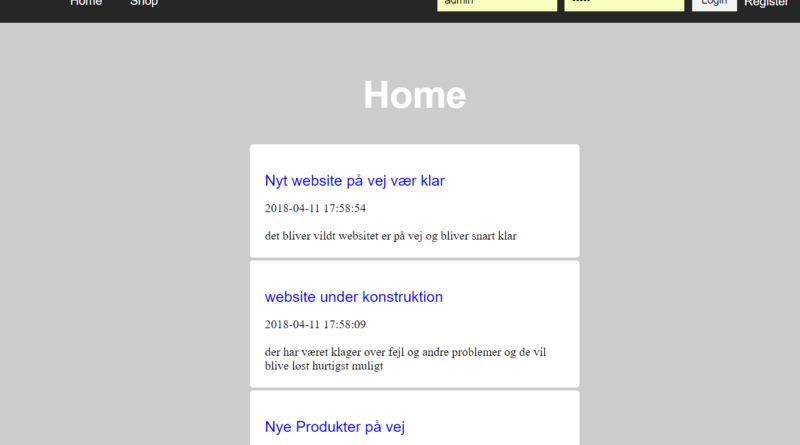 Home Shop admin ••••• Login Register
Home
Nyt website på vej vær klar
2018-04-11 17:58:54
det bliver vildt websitet er på vej og bliver snart klar
website under konstruktion
2018-04-11 17:58:09
der har været klager over fejl og andre problemer og de vil
blive løst hurtigst muligt
Nye Produkter på vej